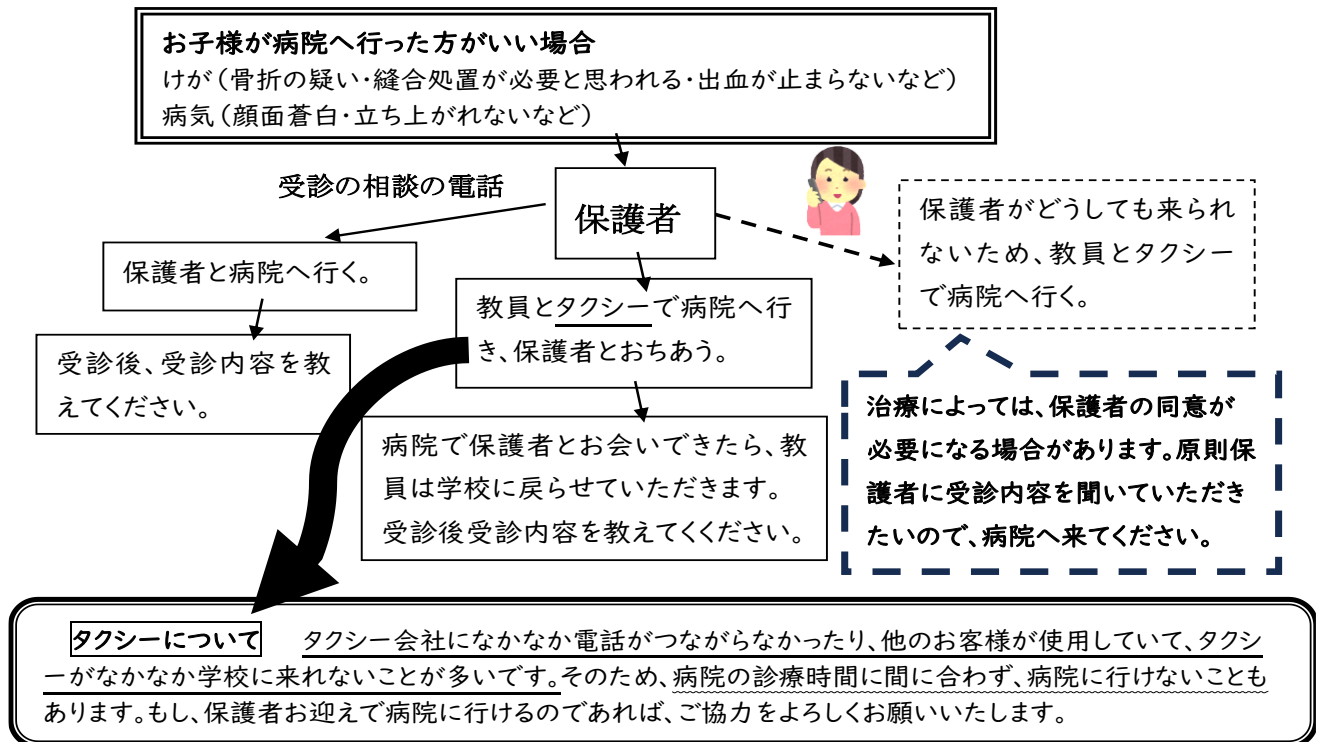 お子様が病院へ行った方がいい場合
けが(骨折の疑い・縫合処置が必要と思われる・出血が止まらないなど)
病気(顔面蒼白・立ち上がれないなど)
受診の相談の電話
保護者
保護者と病院へ行く。
受診後、受診内容を教
えてください。
教員とタクシーで病院へ行
き、保護者とおちあう。
病院で保護者とお会いできたら、教
員は学校に戻らせていただきます。
受診後受診内容を教えてくください。
保護者がどうしても来られ
ないため、教員とタクシー
で病院へ行く。
治療によっては、保護者の同意が
必要になる場合があります。原則保
護者に受診内容を聞いていただき
たいので、病院へ来てください。
タクシーについて タクシー会社になかなか電話がつながらなかったり、他のお客様が使用していて、タクシ
ーがなかなか学校に来れないことが多いです。そのため、病院の診療時間に間に合わず、病院に行けないことも
あります。もし、保護者お迎えで病院に行けるのであれば、ご協力をよろしくお願いいたします。